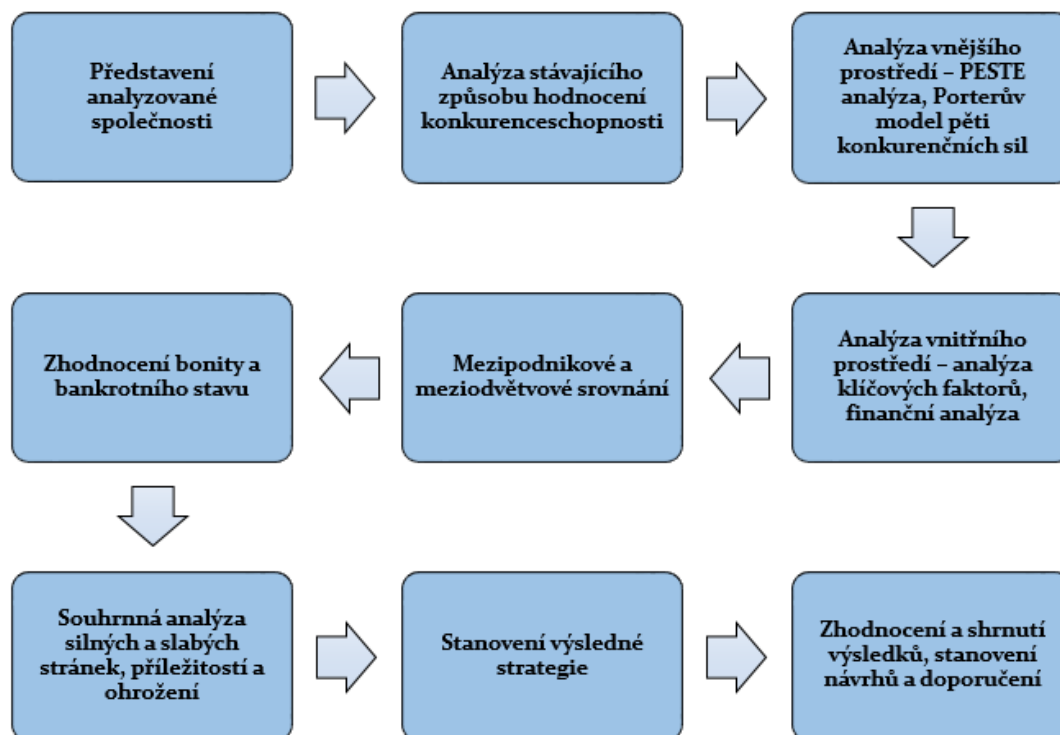 Představení
analyzované
společnosti
Analýza stávajícího
způsobu hodnocení
konkurenceschopnosti
Analýza vnějšího
prostředí – PESTE
analýza, Porterův
model pěti
konkurenčních sil
Analýza vnitřního
prostředí – analýza
klíčových faktorů,
finanční analýza
Mezipodnikové a
meziodvětvové srovnání
Zhodnocení bonity a
bankrotního stavu
Souhrnná analýza
silných a slabých
stránek, příležitostí a
ohrožení
Stanovení výsledné
strategie
Zhodnocení a shrnutí
výsledků, stanovení
návrhů a doporučení